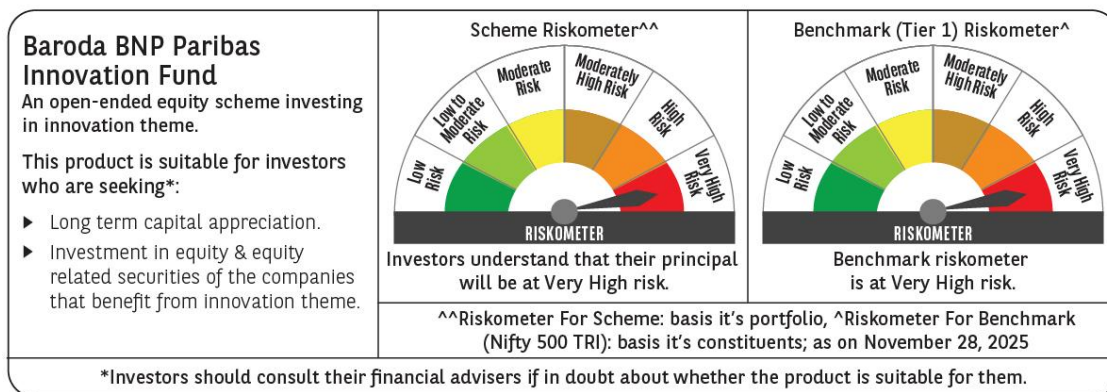 Baroda BNP Paribas
Innovation Fund
An open-ended equity scheme investing
in innovation theme.
This product is suitable for investors
who are seeking*:
▶ Long term capital appreciation.
▶ Investment in equity & equity
related securities of the companies
that benefit from innovation theme.
Scheme Riskometer^^
Low
Risk
Low to
Moderate
Risk
Moderate
Risk
Moderately
High Risk
High
Risk
Very High
Risk
RISKOMETER
Investors understand that their principal
will be at Very High risk.
Benchmark (Tier 1) Riskometer^
Low
Risk
Low to
Moderate
Risk
Moderate
Risk
Moderately
High Risk
High
Risk
Very High
Risk
RISKOMETER
Benchmark riskometer
is at Very High risk.
^^Riskometer For Scheme: basis it's portfolio, ^Riskometer For Benchmark
(Nifty 500 TRI): basis it's constituents; as on November 28, 2025
*Investors should consult their financial advisers if in doubt about whether the product is suitable for them.